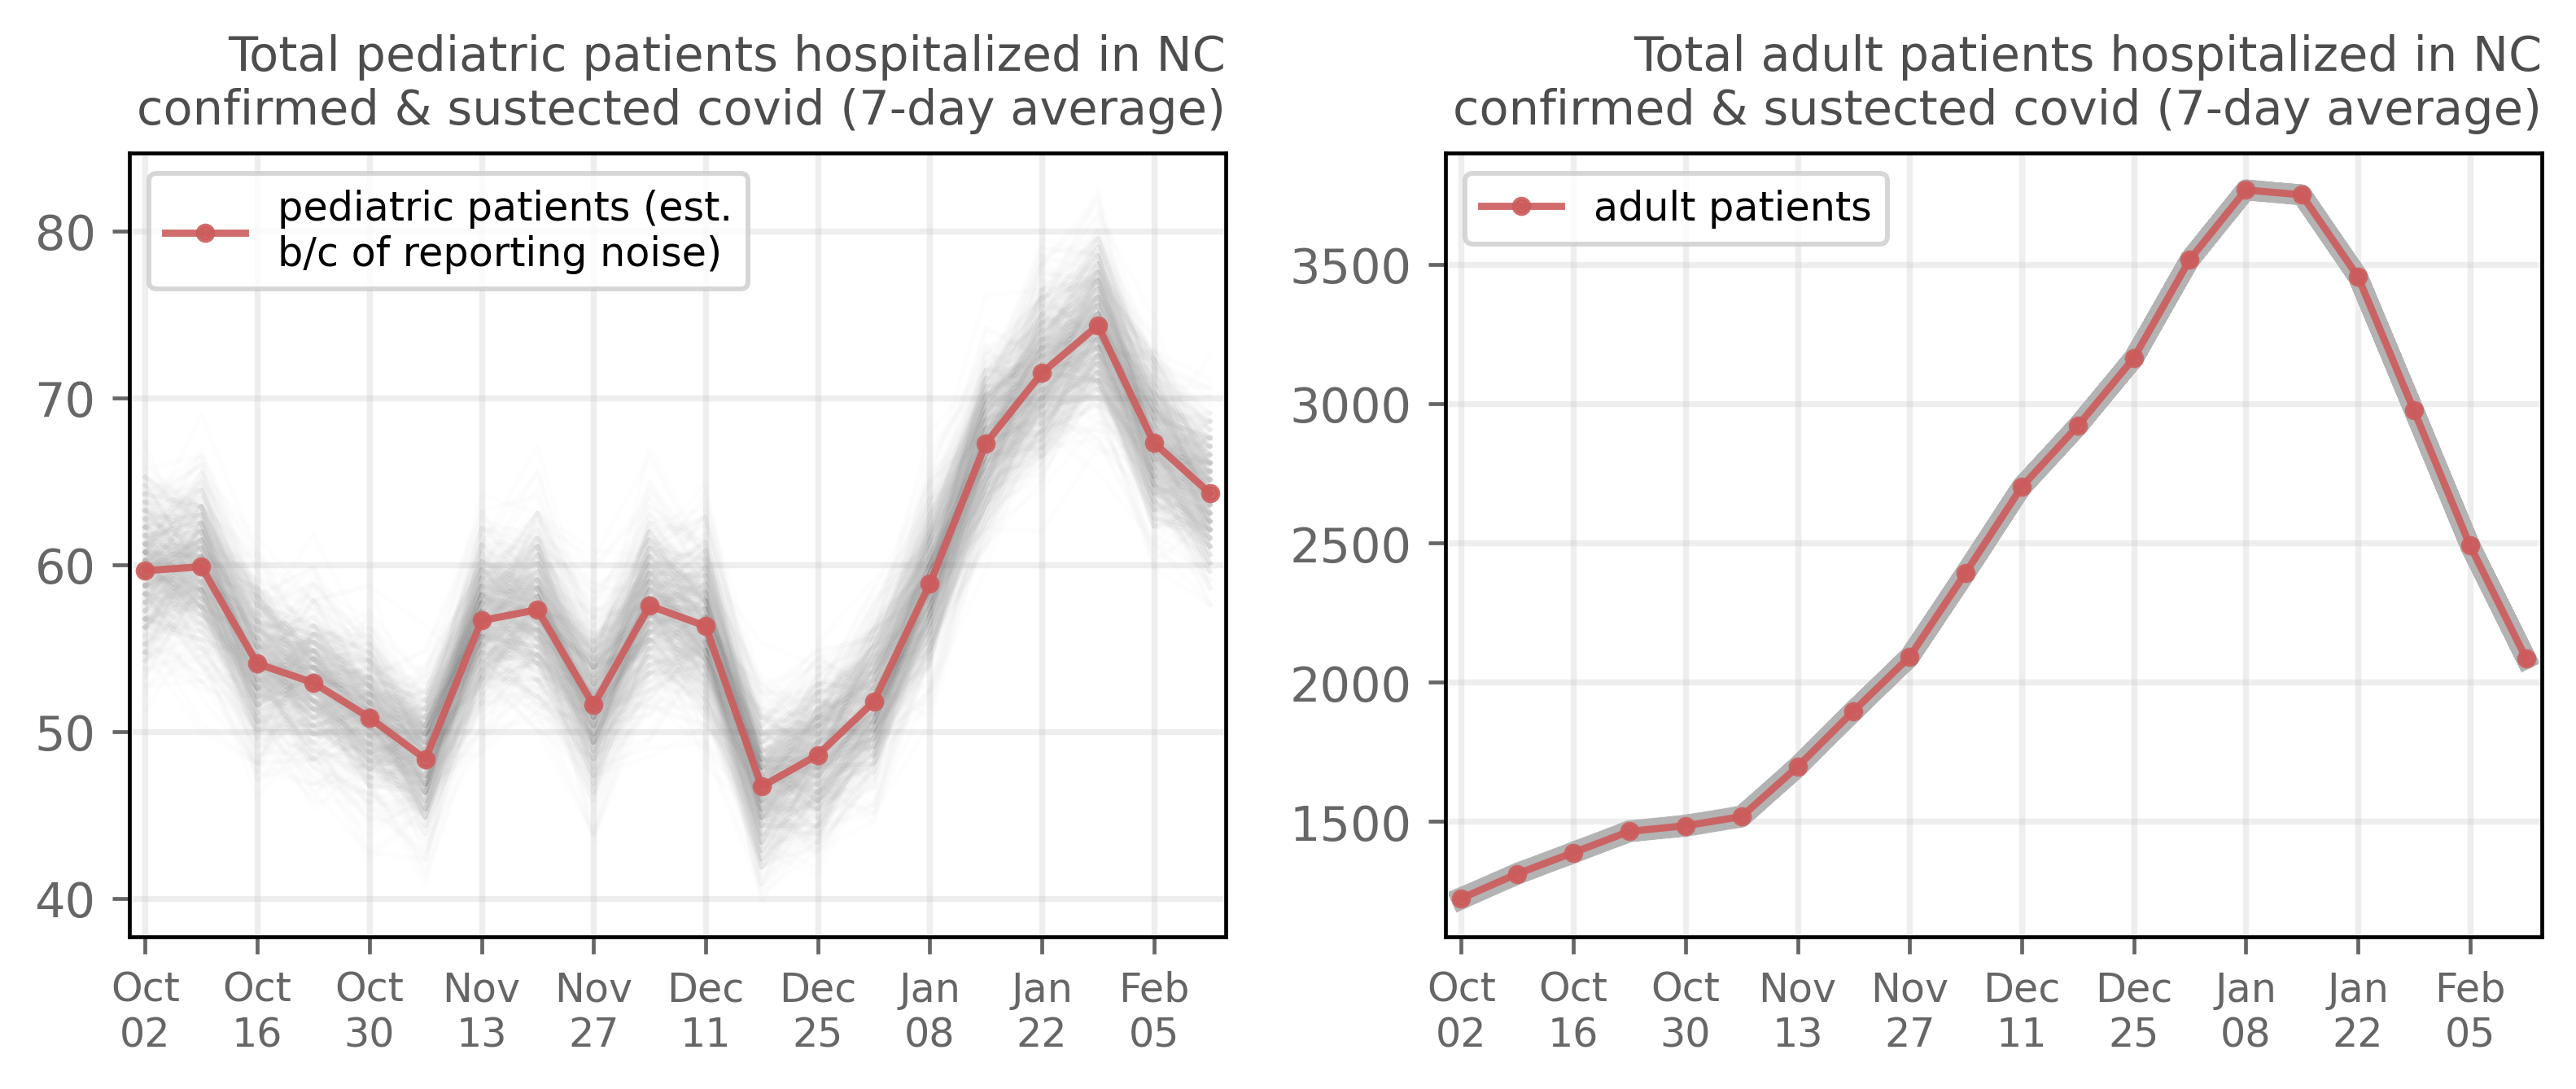 Total pediatric patients hospitalized in NC
confirmed & sustected covid (7-day average)
pediatric patients (est.
b/c of reporting noise)
80
70
60
50
40
Oct Oct Oct Nov Nov Dec Dec Jan Jan Feb
02 16 30 13 27 11 25 08 22 05
Total adult patients hospitalized in NC
confirmed & sustected covid (7-day average)
adult patients
3500
3000
2500
2000
1500
Oct Oct Oct Nov Nov Dec Dec Jan Jan Feb
02 16 30 13 27 11 25 08 22 05